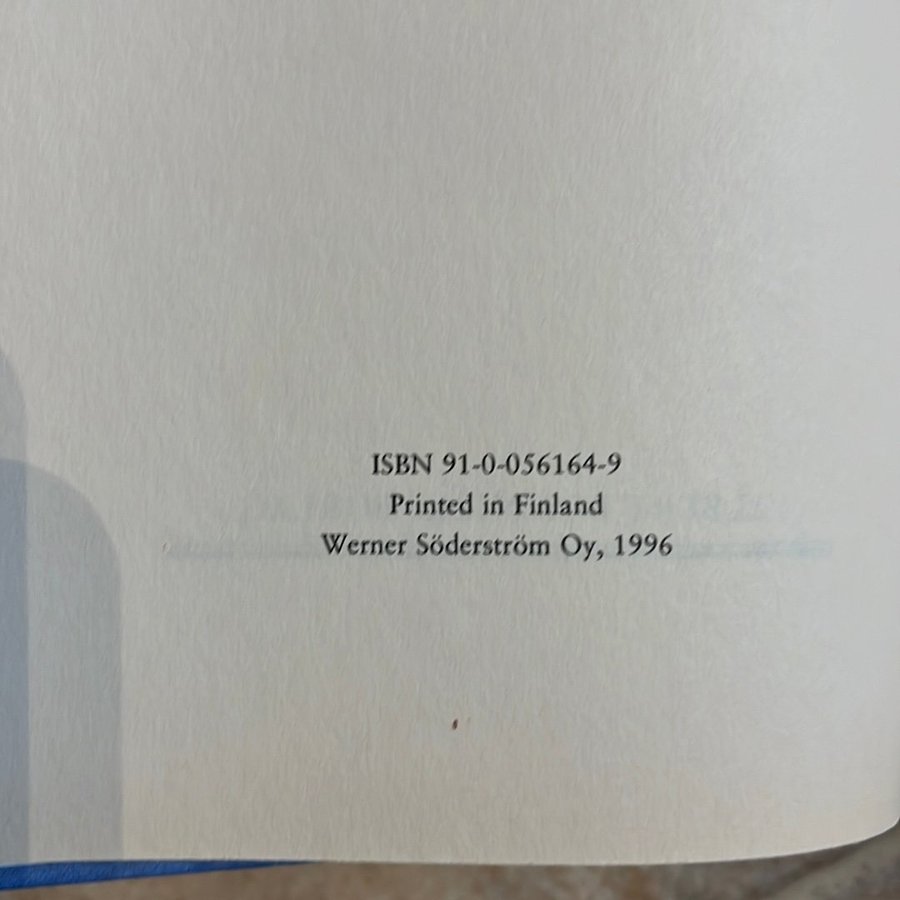 ISBN 91-0-056164-9
Printed in Finland
Werner Söderström Oy, 1996